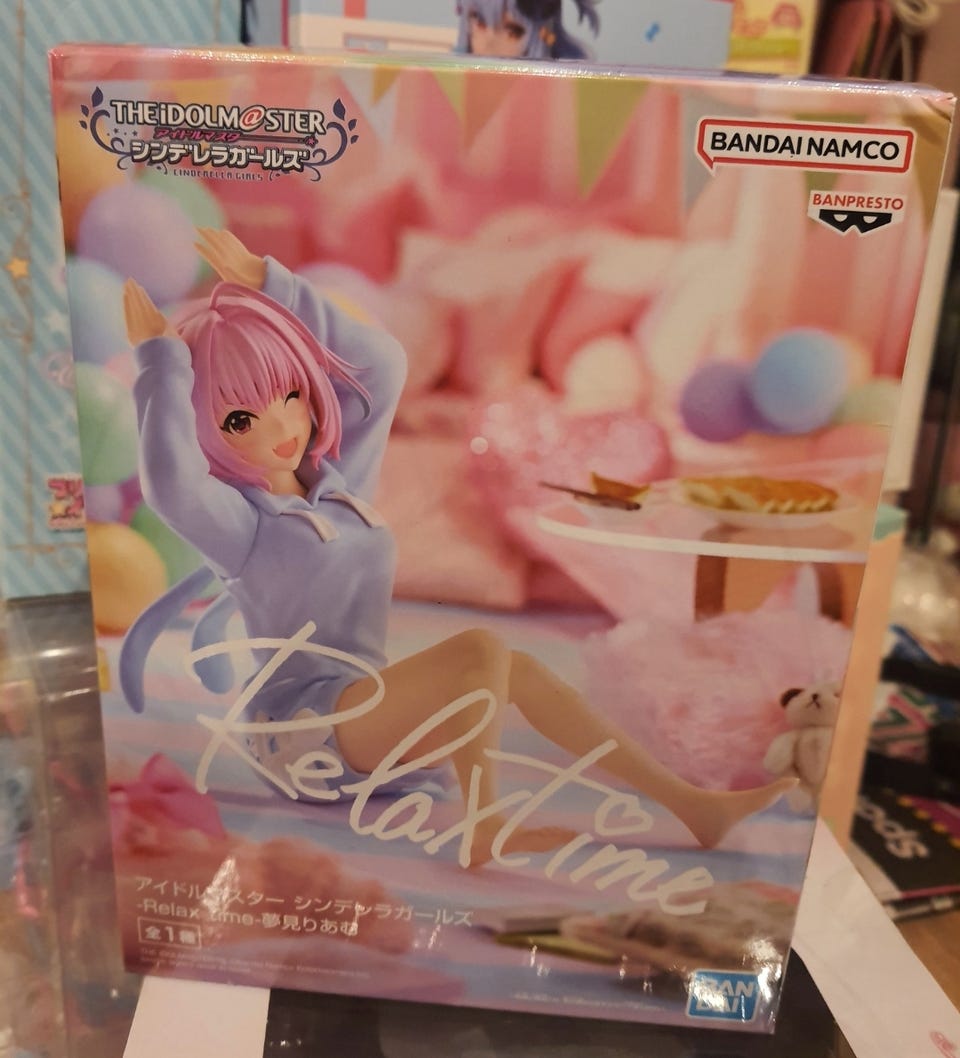 THE iDOLM@STER
アイドルマスター
シンデレラガールズ
CINDERELLA GIRLS
BANDAI NAMCO
BANPRESTO
Relax time
アイドルマスター シンデレラガールズ
-Relax time-夢見りあむ
全1種
BAN
DAI